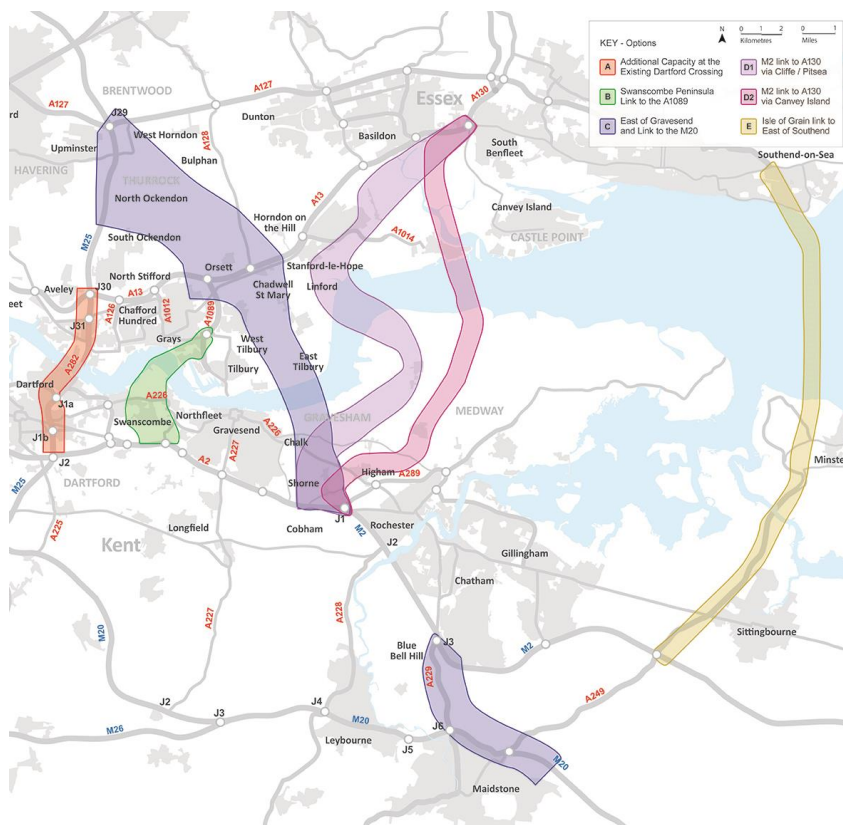 KEY - Options
N
0 1 2
Kilometres
0 1
Miles
A Additional Capacity at the
Existing Dartford Crossing
B Swanscombe Peninsula
Link to the A1089
C East of Gravesend
and Link to the M20
D1 M2 link to A130
via Cliffe / Pitsea
D2 M2 link to A130
via Canvey Island
E Isle of Grain link to
East of Southend
BRENTWOOD
A127
A127
J29
A130
Essex
Dunton
A128
West Horndon
Basildon
Upminster
Bulphan
South
Benfleet
Southend-on-Sea
HAVERING
THURROCK
A13
North Ockendon
Canvey Island
Horndon on
the Hill
A1014
CASTLE POINT
M25
South Ockendon
Stanford-le-Hope
North Stifford
Orsett
Linford
Aveley
J30
A13
Chadwell
St Mary
A126
Chafford
Hundred
A1012
A1089
J31
Grays
West
Tilbury
East
Tilbury
A282
Tilbury
Dartford
J1a
A226
Swanscombe
Northfleet
GRAVESHAM
MEDWAY
Gravesend
A226
J1b
A227
Chalk
J2
A2
Higham
A289
Minste
DARTFORD
Shorne
M25
J1
A225
Longfield
Cobham
Rochester
M2
Kent
J2
Gillingham
Chatham
A227
A228
Sittingbourne
M20
Blue
Bell Hill
J3
M2
A229
A249
J2
J4
J3
M20
J6
M26
Leybourne
J5
M20
Maidstone